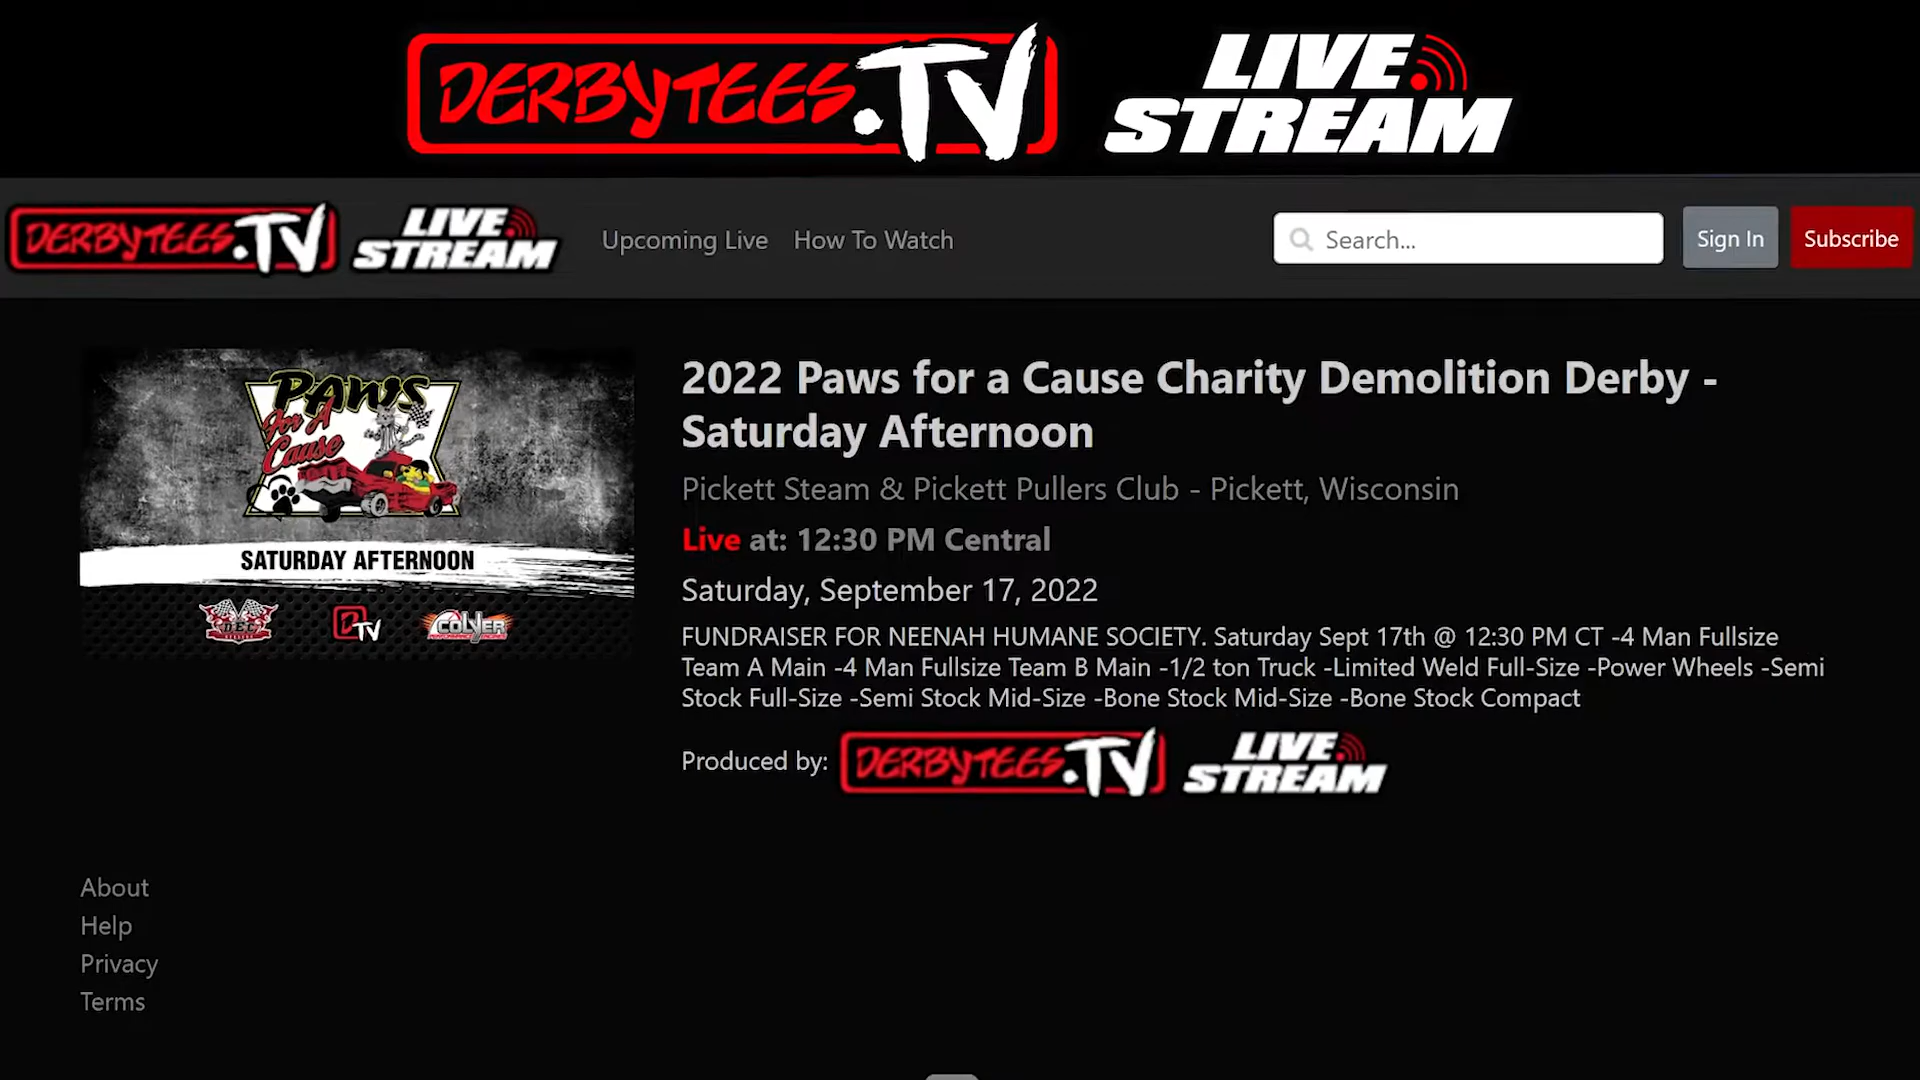 DERBYTEES.TV LIVE STREAM
DERBYTEES.TV LIVE STREAM Upcoming Live How To Watch Search... Sign In Subscribe
PAWS
For A
Cause
SATURDAY AFTERNOON
DEC
D TV
COLYER
2022 Paws for a Cause Charity Demolition Derby -
Saturday Afternoon
Pickett Steam & Pickett Pullers Club - Pickett, Wisconsin
Live at: 12:30 PM Central
Saturday, September 17, 2022
FUNDRAISER FOR NEENAH HUMANE SOCIETY. Saturday Sept 17th @ 12:30 PM CT -4 Man Fullsize
Team A Main -4 Man Fullsize Team B Main -1/2 ton Truck -Limited Weld Full-Size -Power Wheels -Semi
Stock Full-Size -Semi Stock Mid-Size -Bone Stock Mid-Size -Bone Stock Compact
Produced by: DERBYTEES.TV LIVE STREAM
About
Help
Privacy
Terms